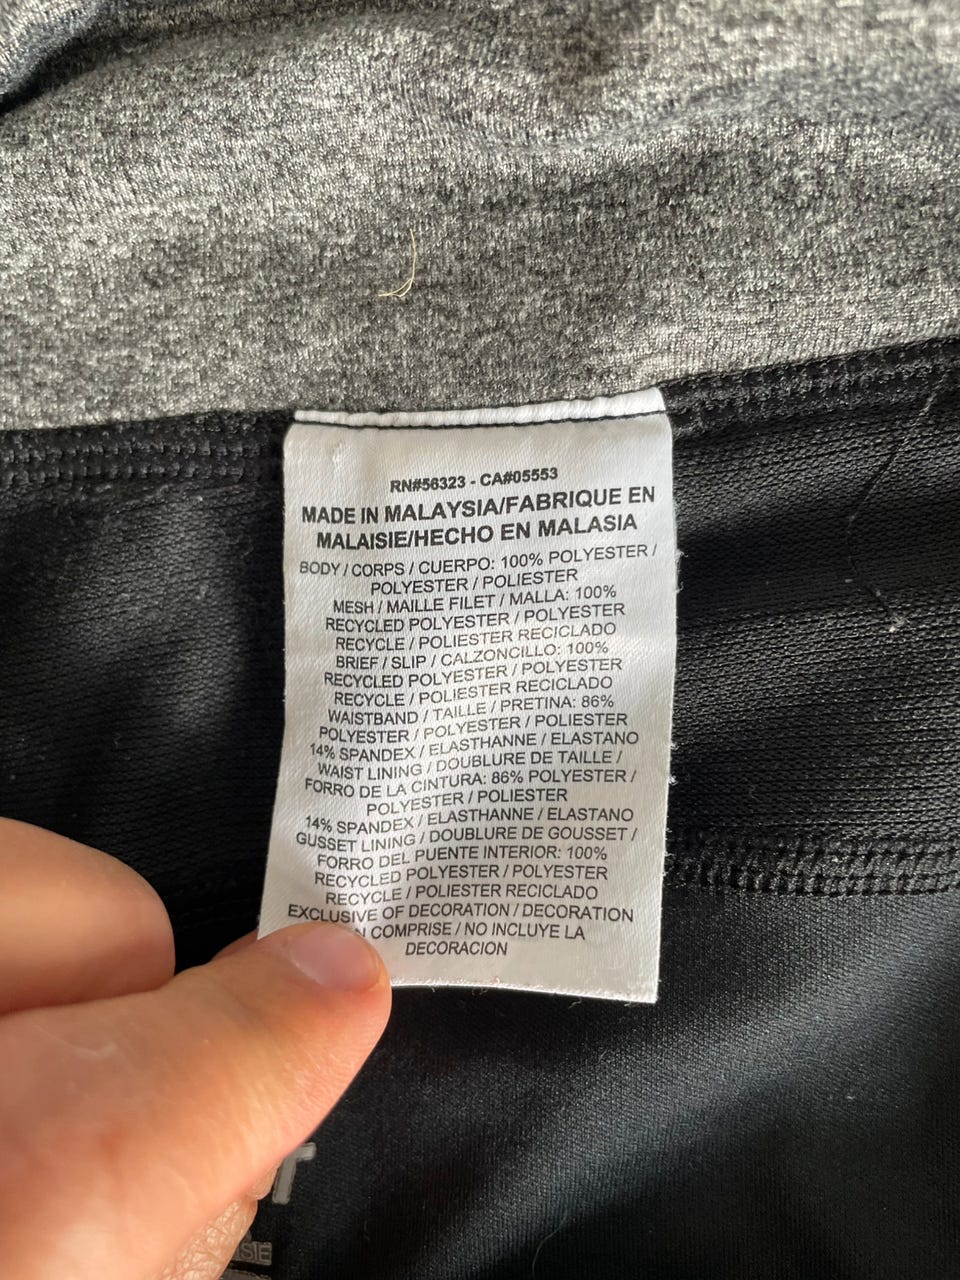 RN#56323 - CA#05553
MADE IN MALAYSIA/FABRIQUE EN
MALAISIE/HECHO EN MALASIA
BODY / CORPS / CUERPO: 100% POLYESTER /
POLYESTER / POLIESTER
MESH / MAILLE FILET / MALLA: 100%
RECYCLED POLYESTER / POLYESTER
RECYCLE / POLIESTER RECICLADO
BRIEF / SLIP / CALZONCILLO: 100%
RECYCLED POLYESTER / POLYESTER
RECYCLE / POLIESTER RECICLADO
WAISTBAND / TAILLE / PRETINA: 86%
POLYESTER / POLYESTER / POLIESTER
14% SPANDEX / ELASTHANNE / ELASTANO
WAIST LINING / DOUBLURE DE TAILLE /
FORRO DE LA CINTURA: 86% POLYESTER /
POLYESTER / POLIESTER
14% SPANDEX / ELASTHANNE / ELASTANO
GUSSET LINING / DOUBLURE DE GOUSSET /
FORRO DEL PUENTE INTERIOR: 100%
RECYCLED POLYESTER / POLYESTER
RECYCLE / POLIESTER RECICLADO
EXCLUSIVE OF DECORATION / DECORATION
COMPRISE / NO INCLUYE LA
DECORACION